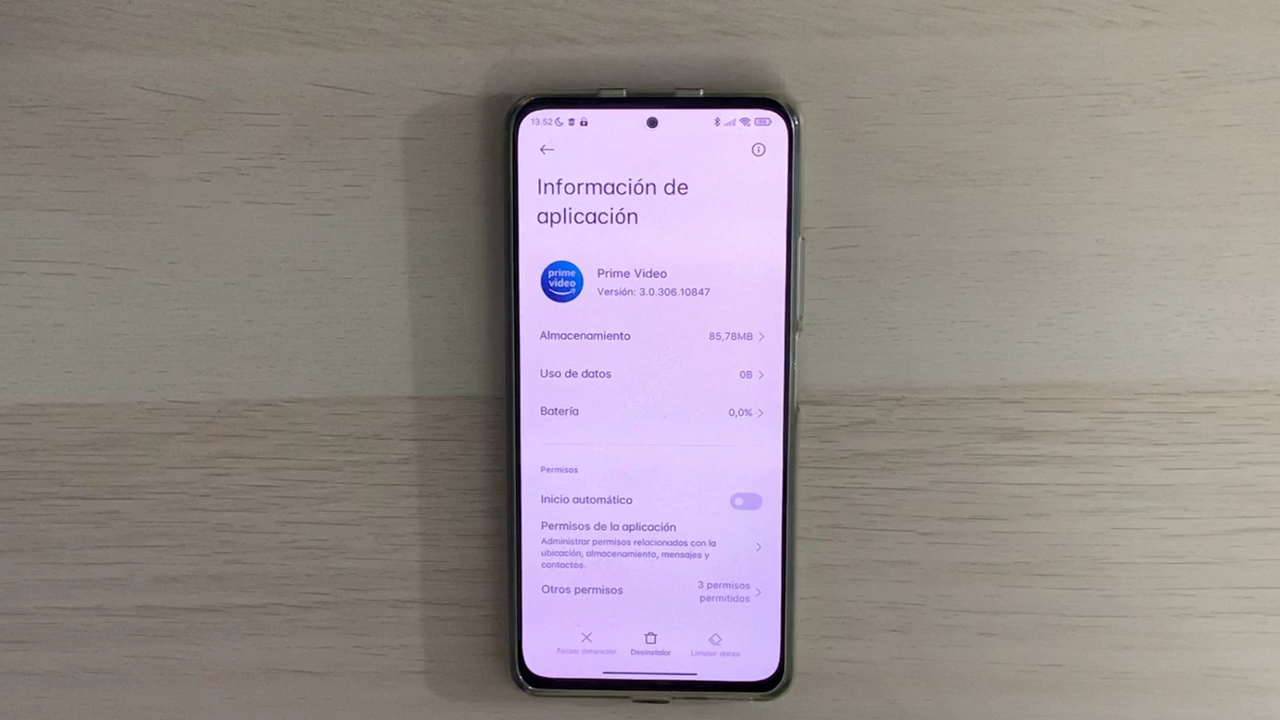 13:52
Información de
aplicación
prime
video
Prime Video
Versión: 3.0.306.10847
Almacenamiento 85,78MB
Uso de datos 0B
Batería 0,0%
Permisos
Inicio automático
Permisos de la aplicación
Administrar permisos relacionados con la
ubicación, almacenamiento, mensajes y
contactos.
Otros permisos 3 permisos
permitidos
Forzar detención Desinstalar Limpiar datos